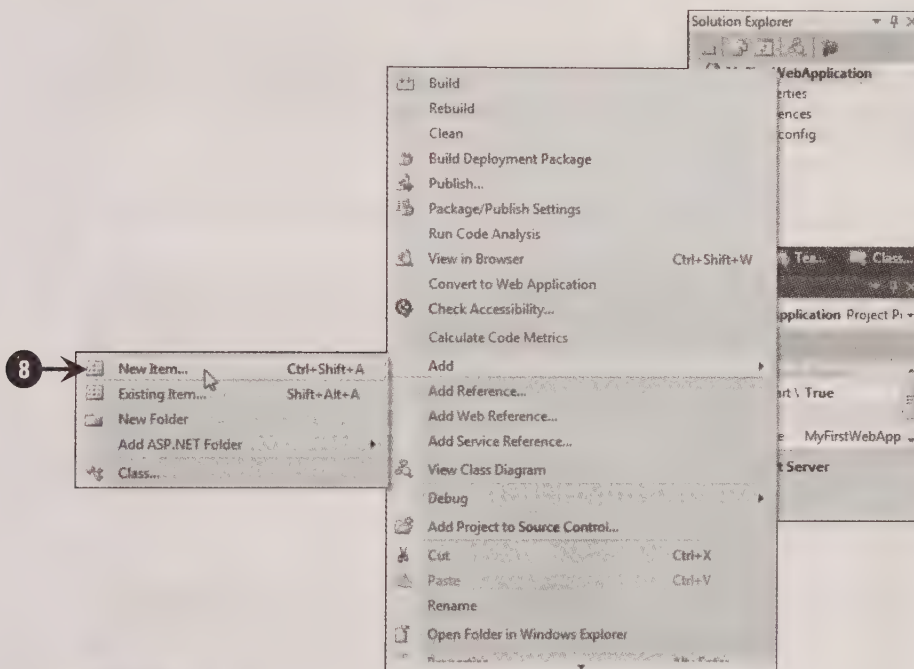 Solution Explorer
WebApplication
erties
ences
config
Build
Rebuild
Clean
Build Deployment Package
Publish...
Package/Publish Settings
Run Code Analysis
View in Browser Ctrl+Shift+W
Convert to Web Application
Check Accessibility...
Calculate Code Metrics
Add
Add Reference...
Add Web Reference...
Add Service Reference...
View Class Diagram
Debug
Add Project to Source Control...
Cut Ctrl+X
Paste Ctrl+V
Rename
Open Folder in Windows Explorer
8
New Item... Ctrl+Shift+A
Existing Item... Shift+Alt+A
New Folder
Add ASP.NET Folder
Class...
Tea... Class...
pplication Project Pr
art \ True
e MyFirstWebApp
t Server